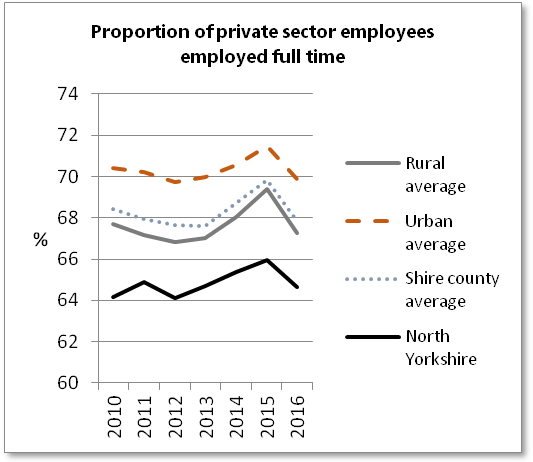 Proportion of private sector employees
employed full time
74
72
70
68
66
64
62
60
%
2010
2011
2012
2013
2014
2015
2016
Rural
average
Urban
average
Shire county
average
North
Yorkshire